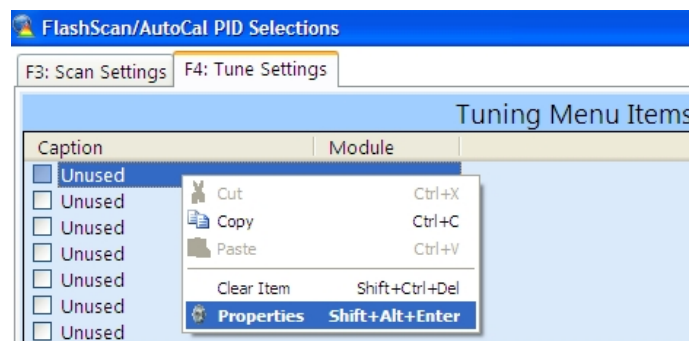 FlashScan/AutoCal PID Selections
F3: Scan Settings F4: Tune Settings
Tuning Menu Items
Caption Module
Unused
Cut Ctrl+X
Unused
Copy Ctrl+C
Unused
Paste Ctrl+V
Unused
Clear Item Shift+Ctrl+Del
Unused
Properties Shift+Alt+Enter
Unused
Unused